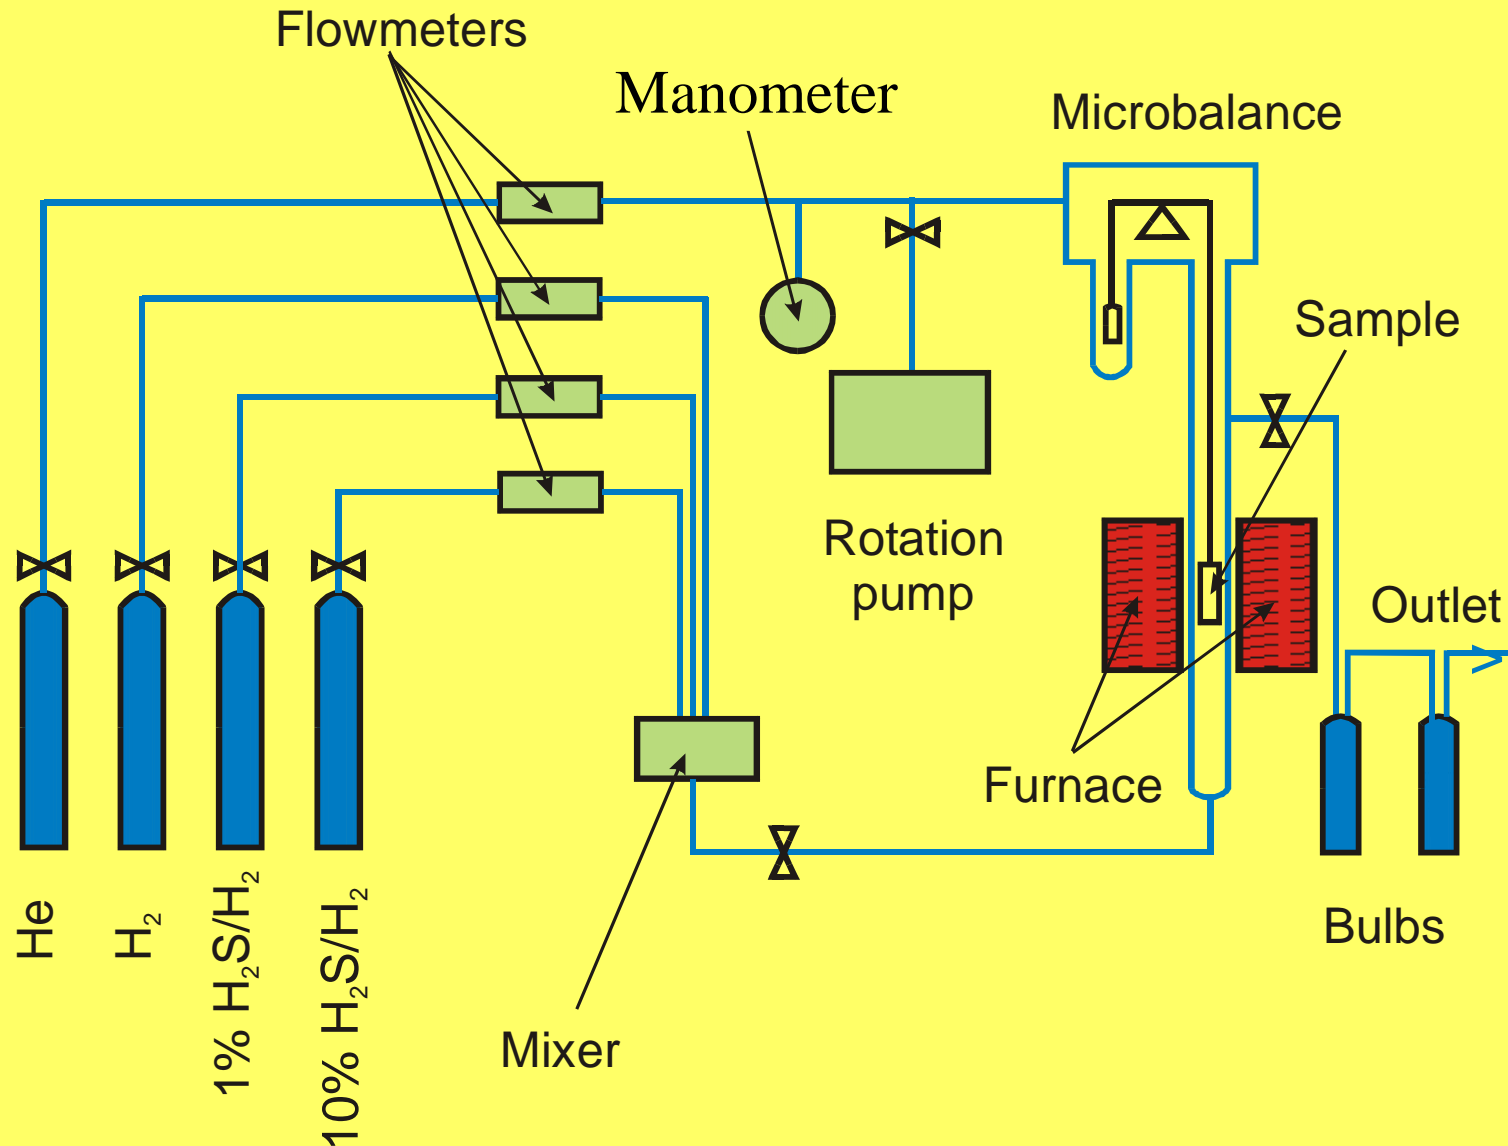 Flowmeters
Manometer
Microbalance
Sample
Rotation
pump
Outlet
Furnace
Bulbs
Mixer
He
H₂
1% H₂S/H₂
10% H₂S/H₂